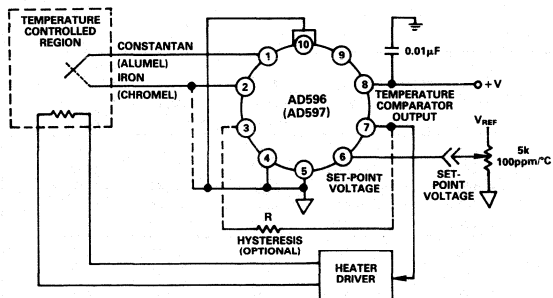 TEMPERATURE
CONTROLLED
REGION
CONSTANTAN
(ALUMEL)
IRON
(CHROMEL)
10
1
9
2
8
3
7
4
5
6
AD596
(AD597)
0.01µF
+V
TEMPERATURE
COMPARATOR
OUTPUT
VREF
5k
100ppm/°C
SET-POINT
VOLTAGE
SET-
POINT
VOLTAGE
R
HYSTERESIS
(OPTIONAL)
HEATER
DRIVER